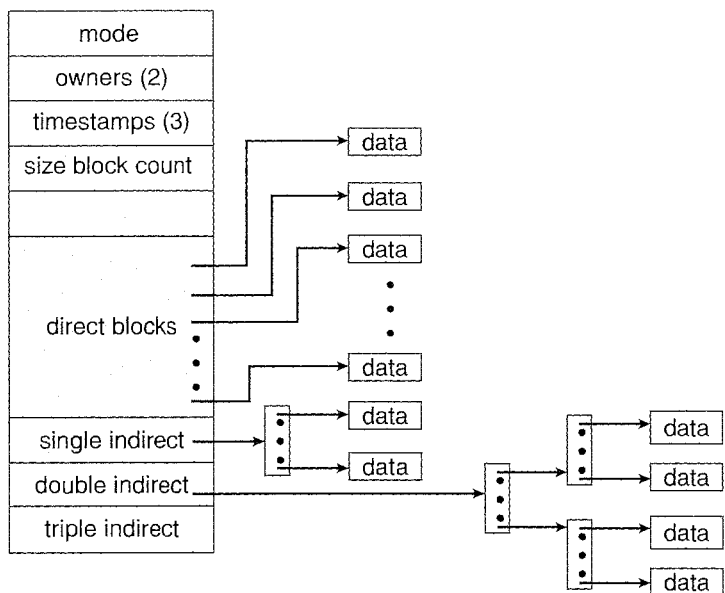 mode
owners (2)
timestamps (3)
size block count
direct blocks
single indirect
double indirect
triple indirect
data
data
data
data
data
data
data
data
data
data